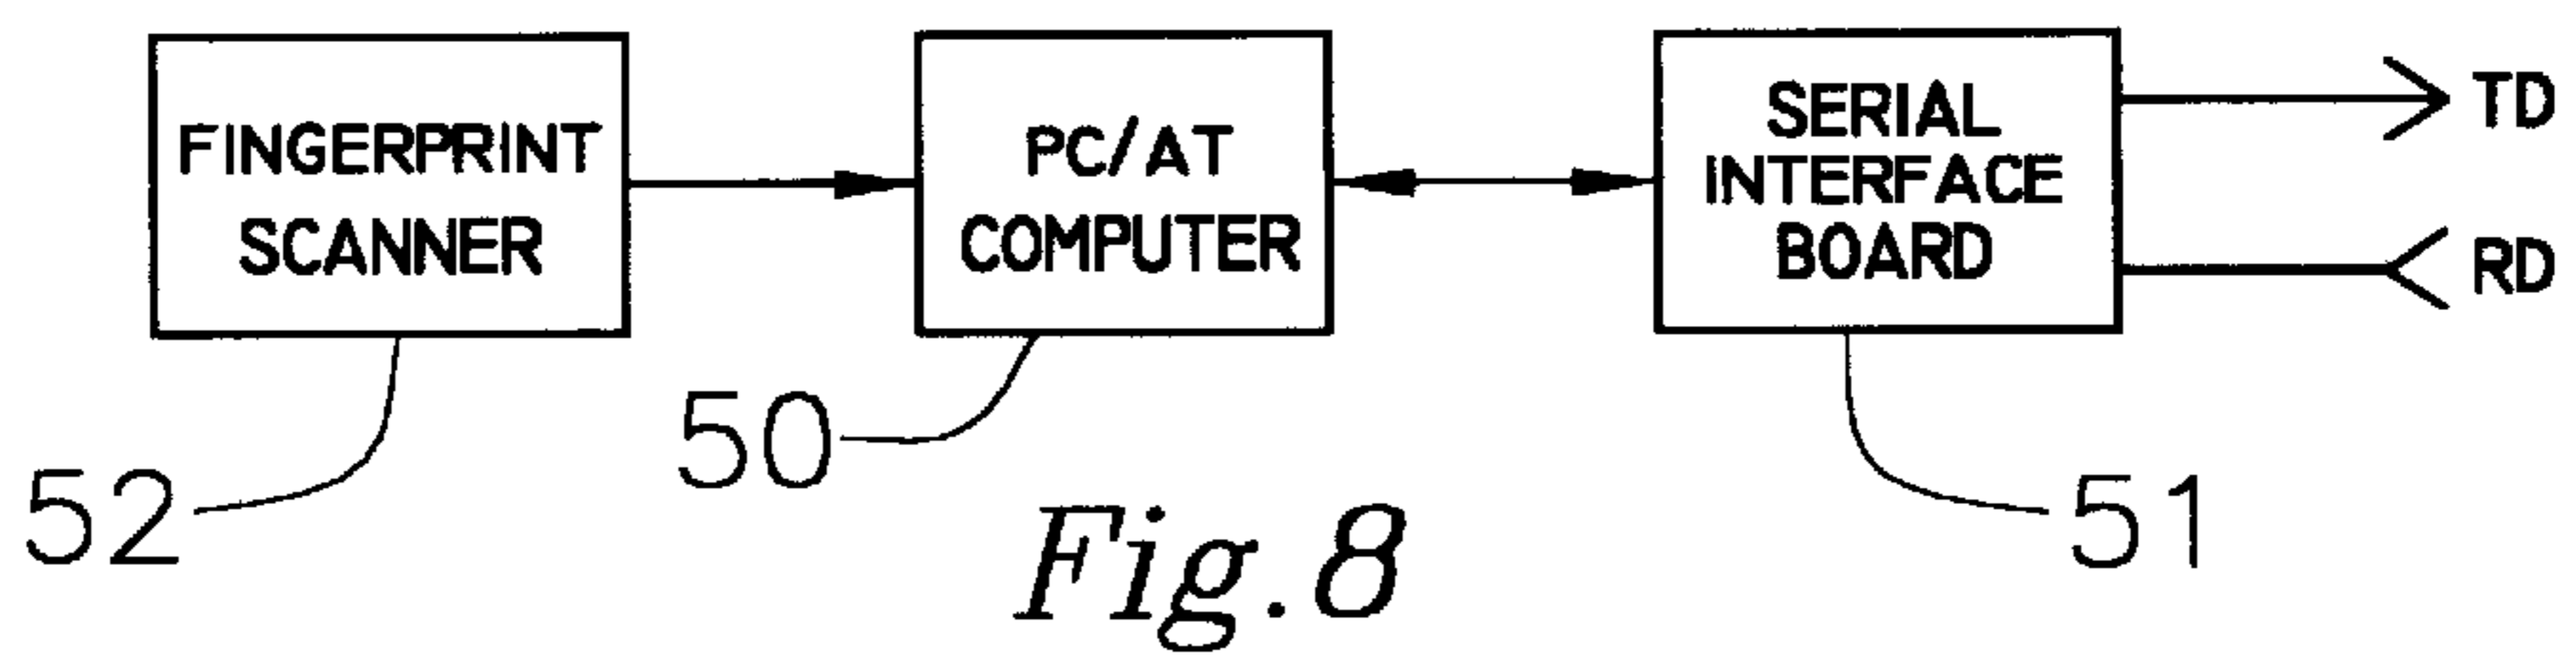 FINGERPRINT
SCANNER
PC/AT
COMPUTER
SERIAL
INTERFACE
BOARD
TD
RD
52
50
51
Fig.8